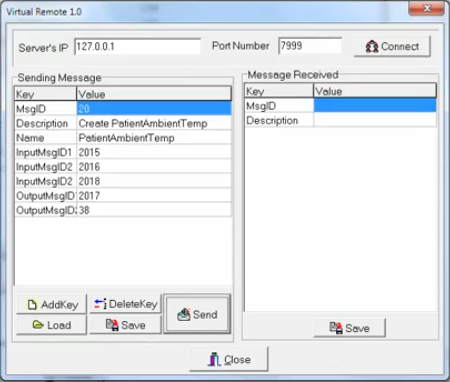 Virtual Remote 1.0
Server's IP 127.0.0.1 Port Number 7999 Connect
Sending Message
Key Value
MsgID 20
Description Create PatientAmbientTemp
Name PatientAmbientTemp
InputMsgID1 2015
InputMsgID2 2016
InputMsgID2 2018
OutputMsgID 2017
OutputMsgID 38
AddKey DeleteKey Send
Load Save
Message Received
Key Value
MsgID
Description
Save
Close